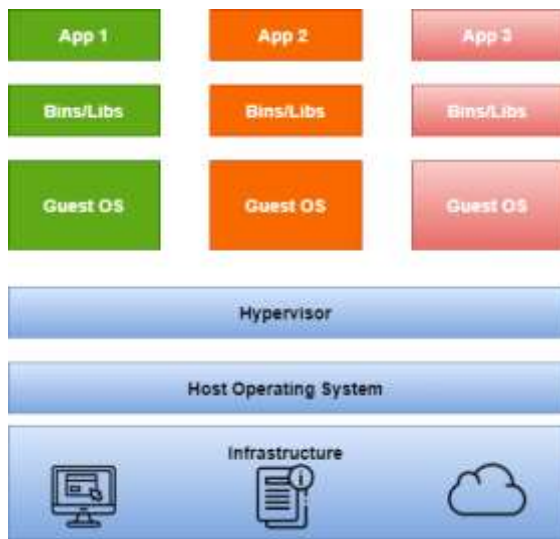 App 1
App 2
App 3
Bins/Libs
Bins/Libs
Bins/Libs
Guest OS
Guest OS
Guest OS
Hypervisor
Host Operating System
Infrastructure
i